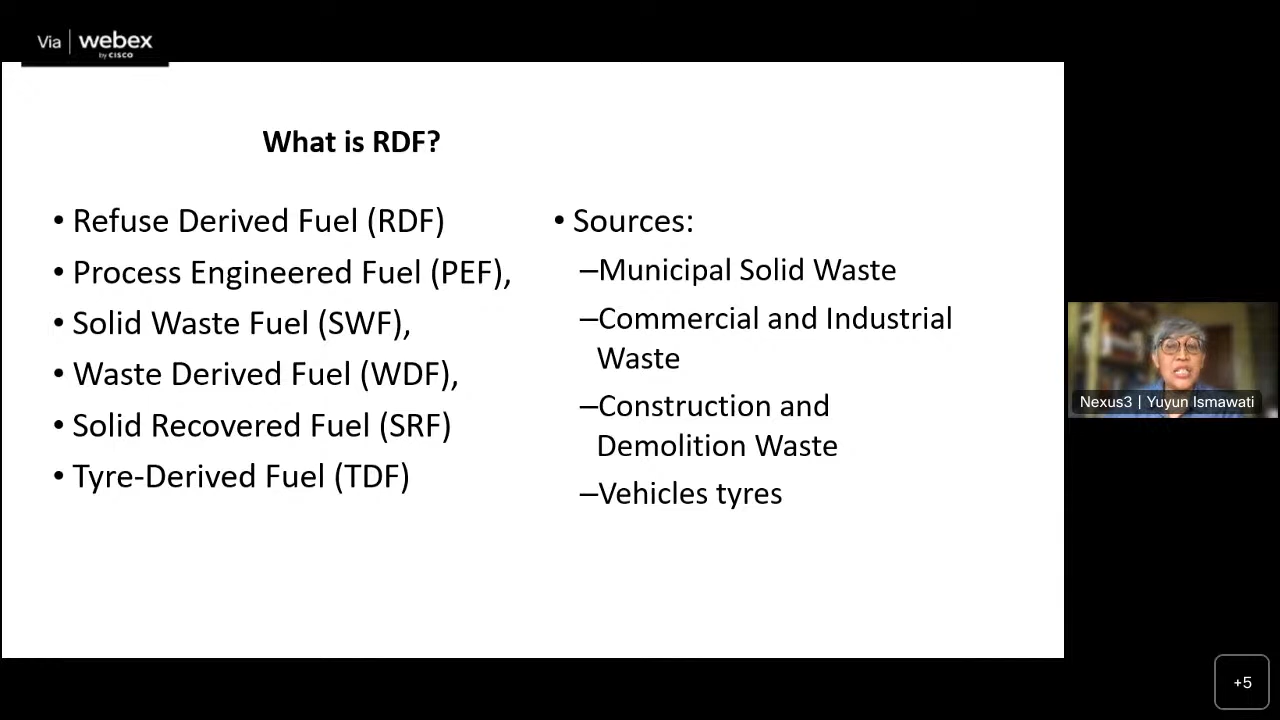 Via | webex
by CISCO
What is RDF?
• Refuse Derived Fuel (RDF)
• Process Engineered Fuel (PEF),
• Solid Waste Fuel (SWF),
• Waste Derived Fuel (WDF),
• Solid Recovered Fuel (SRF)
• Tyre-Derived Fuel (TDF)
• Sources:
–Municipal Solid Waste
–Commercial and Industrial
Waste
–Construction and
Demolition Waste
–Vehicles tyres
Nexus3 | Yuyun Ismawati
+5